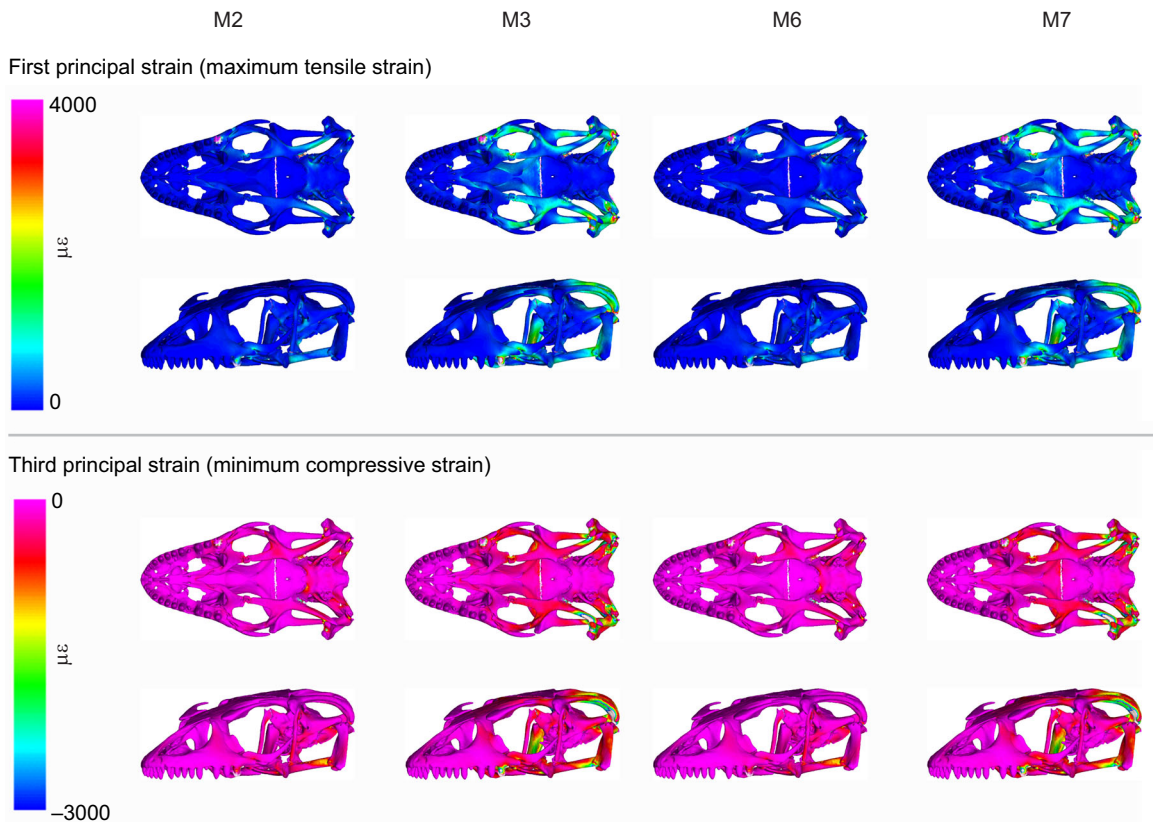 M2 M3 M6 M7
First principal strain (maximum tensile strain)
4000
με
0
Third principal strain (minimum compressive strain)
0
με
–3000